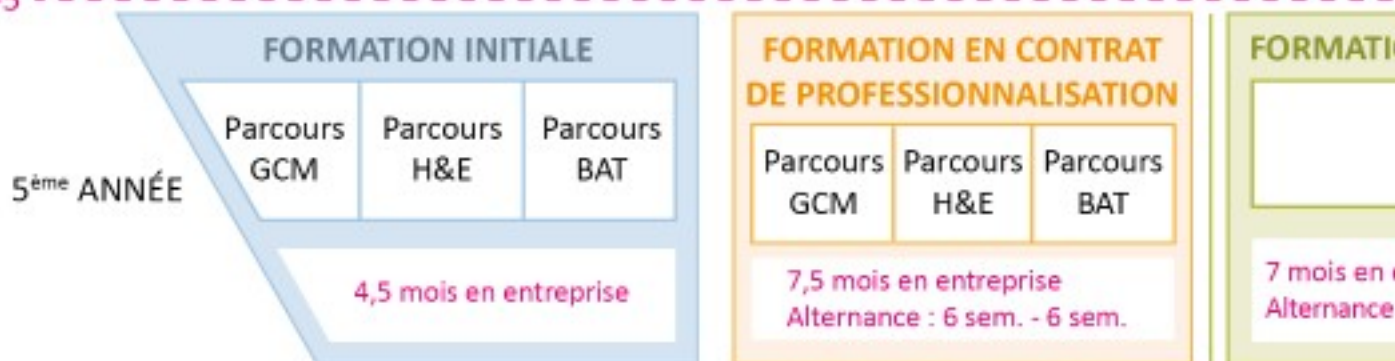 5ème ANNÉE
FORMATION INITIALE
Parcours GCM
Parcours H&E
Parcours BAT
4,5 mois en entreprise
FORMATION EN CONTRAT
DE PROFESSIONNALISATION
Parcours GCM
Parcours H&E
Parcours BAT
7,5 mois en entreprise
Alternance : 6 sem. - 6 sem.
7 mois en
Alternance